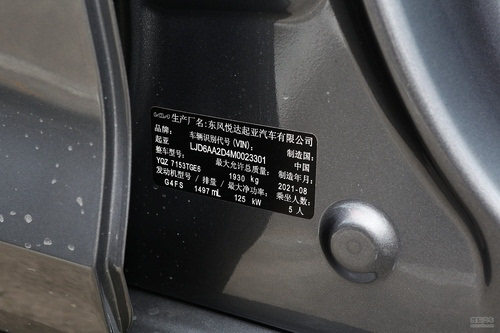 KIA 生产厂名:东风悦达起亚汽车有限公司
品牌: 车辆识别代号(VIN): 制造国:
起亚 LJD6AA2D4M0023301 中国
整车型号: 最大允许总质量: 制造年月:
YQZ 7153TGE6 1930 kg 2021-08
发动机型号/排量/最大净功率: 乘坐人数:
G4FS 1497 mL 125 kW 5 人